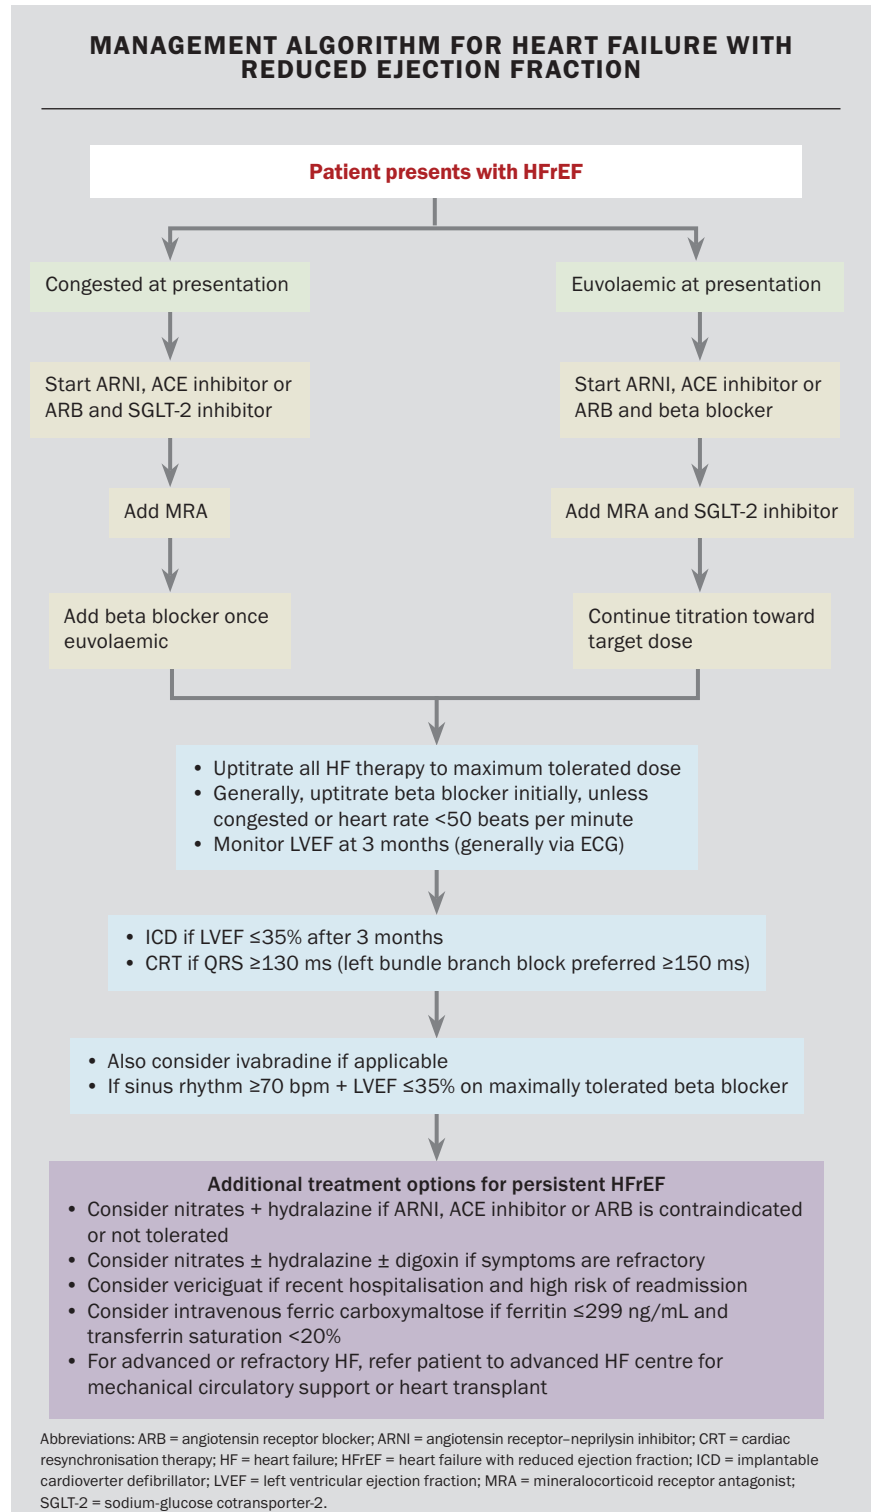 MANAGEMENT ALGORITHM FOR HEART FAILURE WITH
REDUCED EJECTION FRACTION
Patient presents with HFrEF
Congested at presentation
Start ARNI, ACE inhibitor or
ARB and SGLT-2 inhibitor
Add MRA
Add beta blocker once
euvolaemic
Euvolaemic at presentation
Start ARNI, ACE inhibitor or
ARB and beta blocker
Add MRA and SGLT-2 inhibitor
Continue titration toward
target dose
• Uptitrate all HF therapy to maximum tolerated dose
• Generally, uptitrate beta blocker initially, unless
congested or heart rate <50 beats per minute
• Monitor LVEF at 3 months (generally via ECG)
• ICD if LVEF ≤35% after 3 months
• CRT if QRS ≥130 ms (left bundle branch block preferred ≥150 ms)
• Also consider ivabradine if applicable
• If sinus rhythm ≥70 bpm + LVEF ≤35% on maximally tolerated beta blocker
Additional treatment options for persistent HFrEF
• Consider nitrates + hydralazine if ARNI, ACE inhibitor or ARB is contraindicated
or not tolerated
• Consider nitrates ± hydralazine ± digoxin if symptoms are refractory
• Consider vericiguat if recent hospitalisation and high risk of readmission
• Consider intravenous ferric carboxymaltose if ferritin ≤299 ng/mL and
transferrin saturation <20%
• For advanced or refractory HF, refer patient to advanced HF centre for
mechanical circulatory support or heart transplant
Abbreviations: ARB = angiotensin receptor blocker; ARNI = angiotensin receptor–neprilysin inhibitor; CRT = cardiac
resynchronisation therapy; HF = heart failure; HFrEF = heart failure with reduced ejection fraction; ICD = implantable
cardioverter defibrillator; LVEF = left ventricular ejection fraction; MRA = mineralocorticoid receptor antagonist;
SGLT-2 = sodium-glucose cotransporter-2.